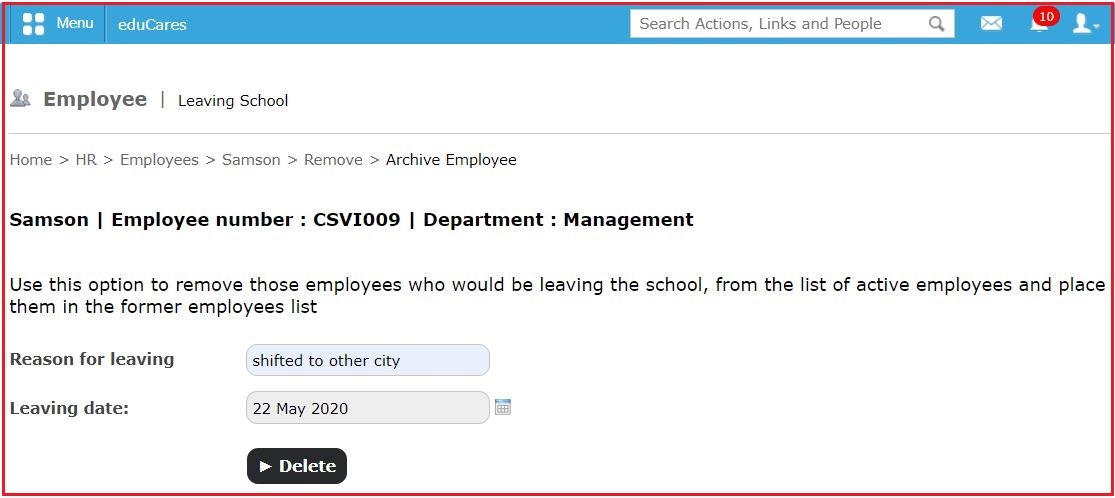 Menu eduCares Search Actions, Links and People 10
Employee | Leaving School
Home > HR > Employees > Samson > Remove > Archive Employee
Samson | Employee number : CSVI009 | Department : Management
Use this option to remove those employees who would be leaving the school, from the list of active employees and place
them in the former employees list
Reason for leaving shifted to other city
Leaving date: 22 May 2020
► Delete